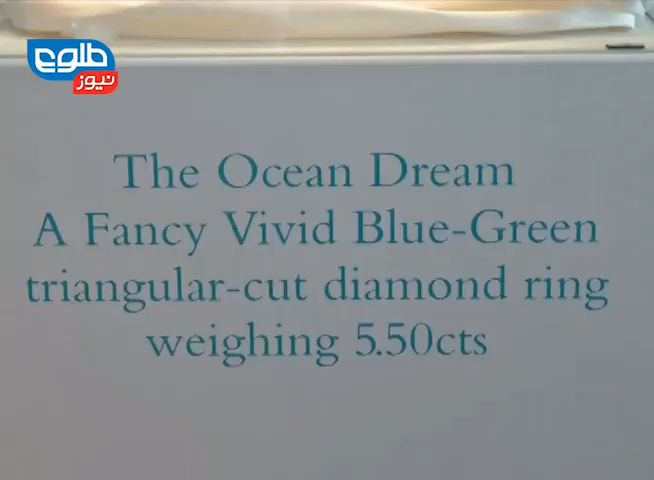 طلوع
نیوز
The Ocean Dream
A Fancy Vivid Blue-Green
triangular-cut diamond ring
weighing 5.50cts